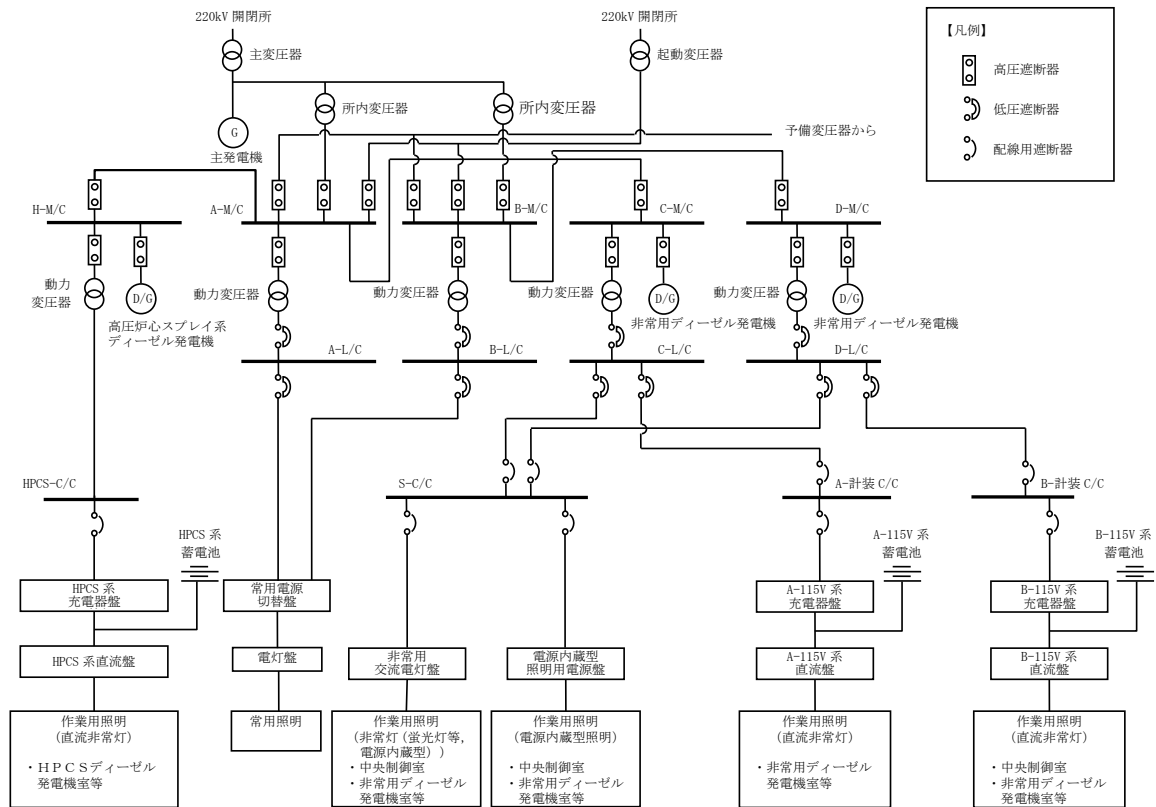 220kV 開閉所
220kV 開閉所
主変圧器
起動変圧器
【凡例】
高圧遮断器
低圧遮断器
配線用遮断器
所内変圧器
所内変圧器
G
主発電機
予備変圧器から
H-M/C
A-M/C
B-M/C
C-M/C
D-M/C
動力
変圧器
D/G
高圧炉心スプレイ系
ディーゼル発電機
動力変圧器
動力変圧器
動力変圧器
D/G
非常用ディーゼル発電機
動力変圧器
D/G
非常用ディーゼル発電機
A-L/C
B-L/C
C-L/C
D-L/C
HPCS-C/C
S-C/C
A-計装 C/C
B-計装 C/C
HPCS 系
蓄電池
A-115V 系
蓄電池
B-115V 系
蓄電池
HPCS 系
充電器盤
常用電源
切替盤
A-115V 系
充電器盤
B-115V 系
充電器盤
HPCS 系直流盤
電灯盤
非常用
交流電灯盤
電源内蔵型
照明用電源盤
A-115V 系
直流盤
B-115V 系
直流盤
作業用照明
(直流非常灯)
・ＨＰＣＳディーゼル
発電機室等
常用照明
作業用照明
(非常灯(蛍光灯等,
電源内蔵型))
・中央制御室
・非常用ディーゼル
発電機室等
作業用照明
(電源内蔵型照明)
・中央制御室
・非常用ディーゼル
発電機室等
作業用照明
(直流非常灯)
・非常用ディーゼル
発電機室等
作業用照明
(直流非常灯)
・中央制御室
・非常用ディーゼル
発電機室等